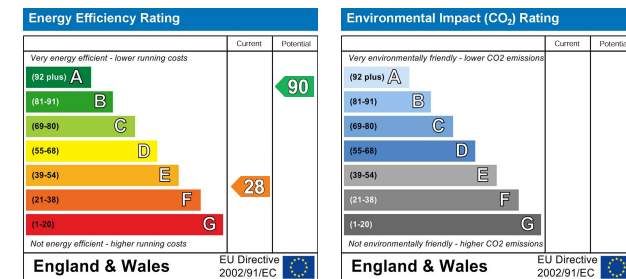 Energy Efficiency Rating
Current Potential
Very energy efficient - lower running costs
(92 plus) A
(81-91) B
(69-80) C
(55-68) D
(39-54) E
(21-38) F
(1-20) G
90
28
Not energy efficient - higher running costs
England & Wales
EU Directive
2002/91/EC
Environmental Impact (CO₂) Rating
Current Potential
Very environmentally friendly - lower CO2 emissions
(92 plus) A
(81-91) B
(69-80) C
(55-68) D
(39-54) E
(21-38) F
(1-20) G
Not environmentally friendly - higher CO2 emissions
England & Wales
EU Directive
2002/91/EC